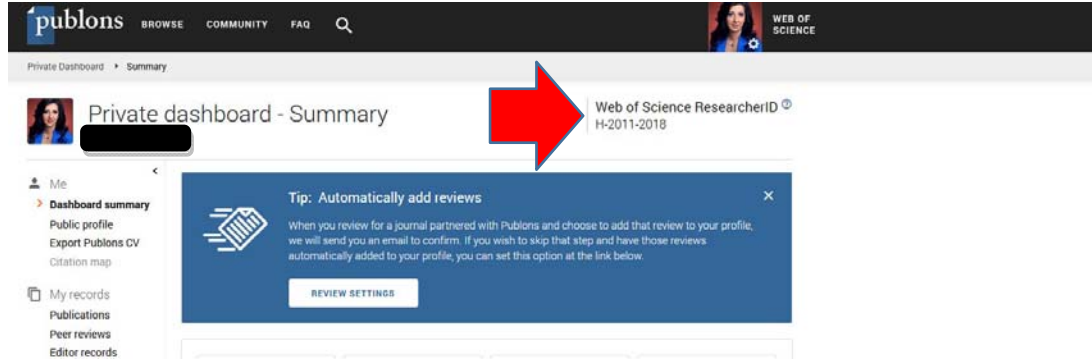 publons BROWSE COMMUNITY FAQ
WEB OF
SCIENCE
Private Dashboard Summary
Private dashboard - Summary
Web of Science ResearcherID
H-2011-2018
Me
Dashboard summary
Public profile
Export Publons CV
Citation map
My records
Publications
Peer reviews
Editor records
Tip: Automatically add reviews
When you review for a journal partnered with Publons and choose to add that review to your profile,
we will send you an email to confirm. If you wish to skip that step and have those reviews
automatically added to your profile, you can set this option at the link below.
REVIEW SETTINGS